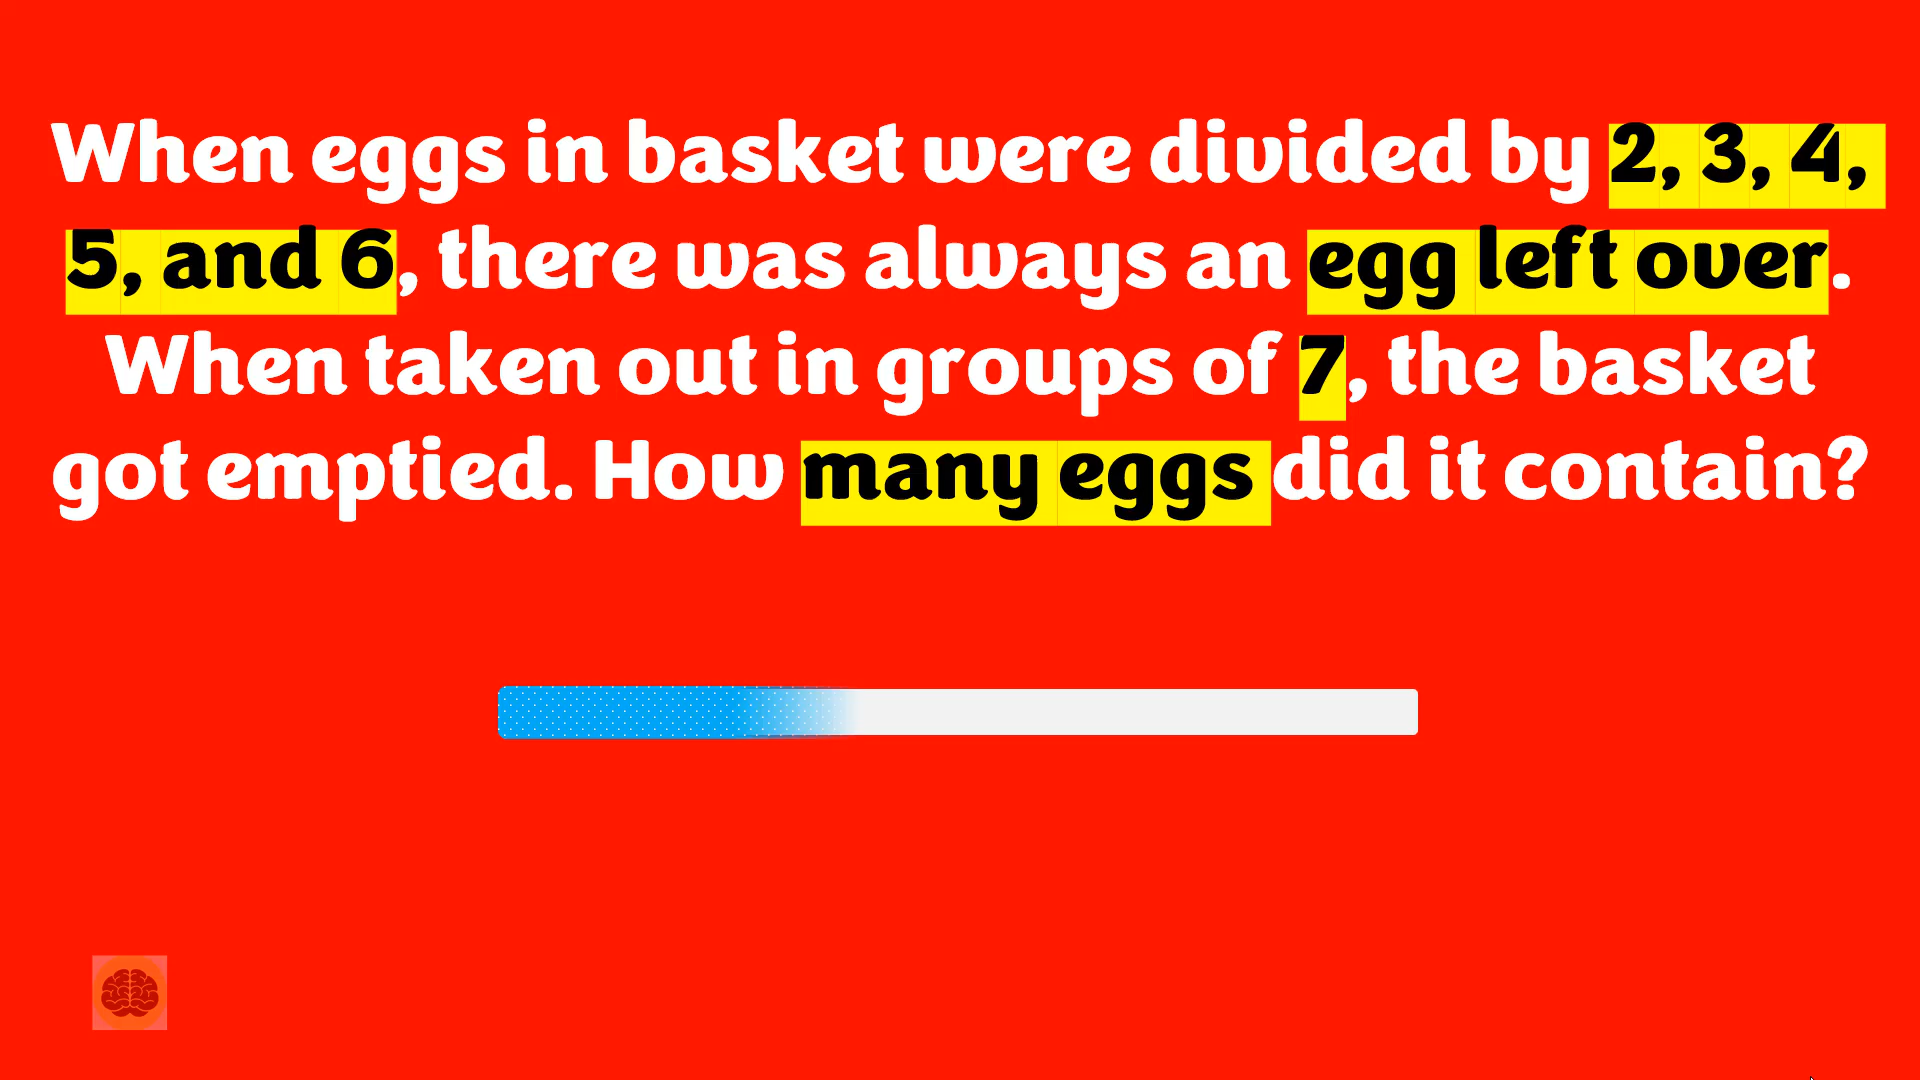 When eggs in basket were divided by 2, 3, 4,
5, and 6, there was always an egg left over.
When taken out in groups of 7, the basket
got emptied. How many eggs did it contain?